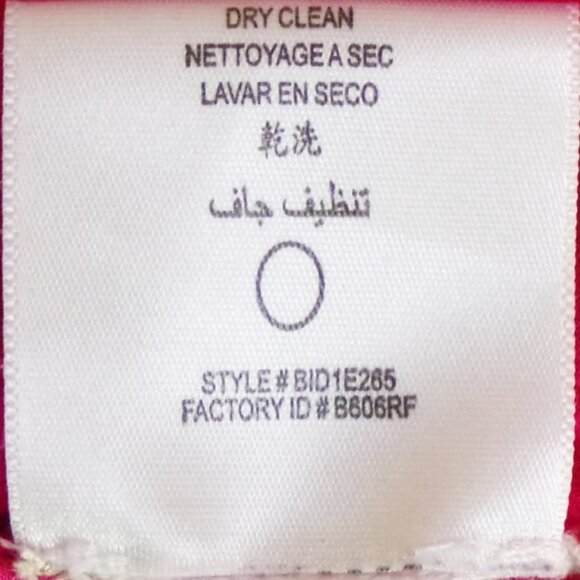 DRY CLEAN
NETTOYAGE A SEC
LAVAR EN SECO
乾洗
تنظيف جاف
STYLE # BID1E265
FACTORY ID # B606RF